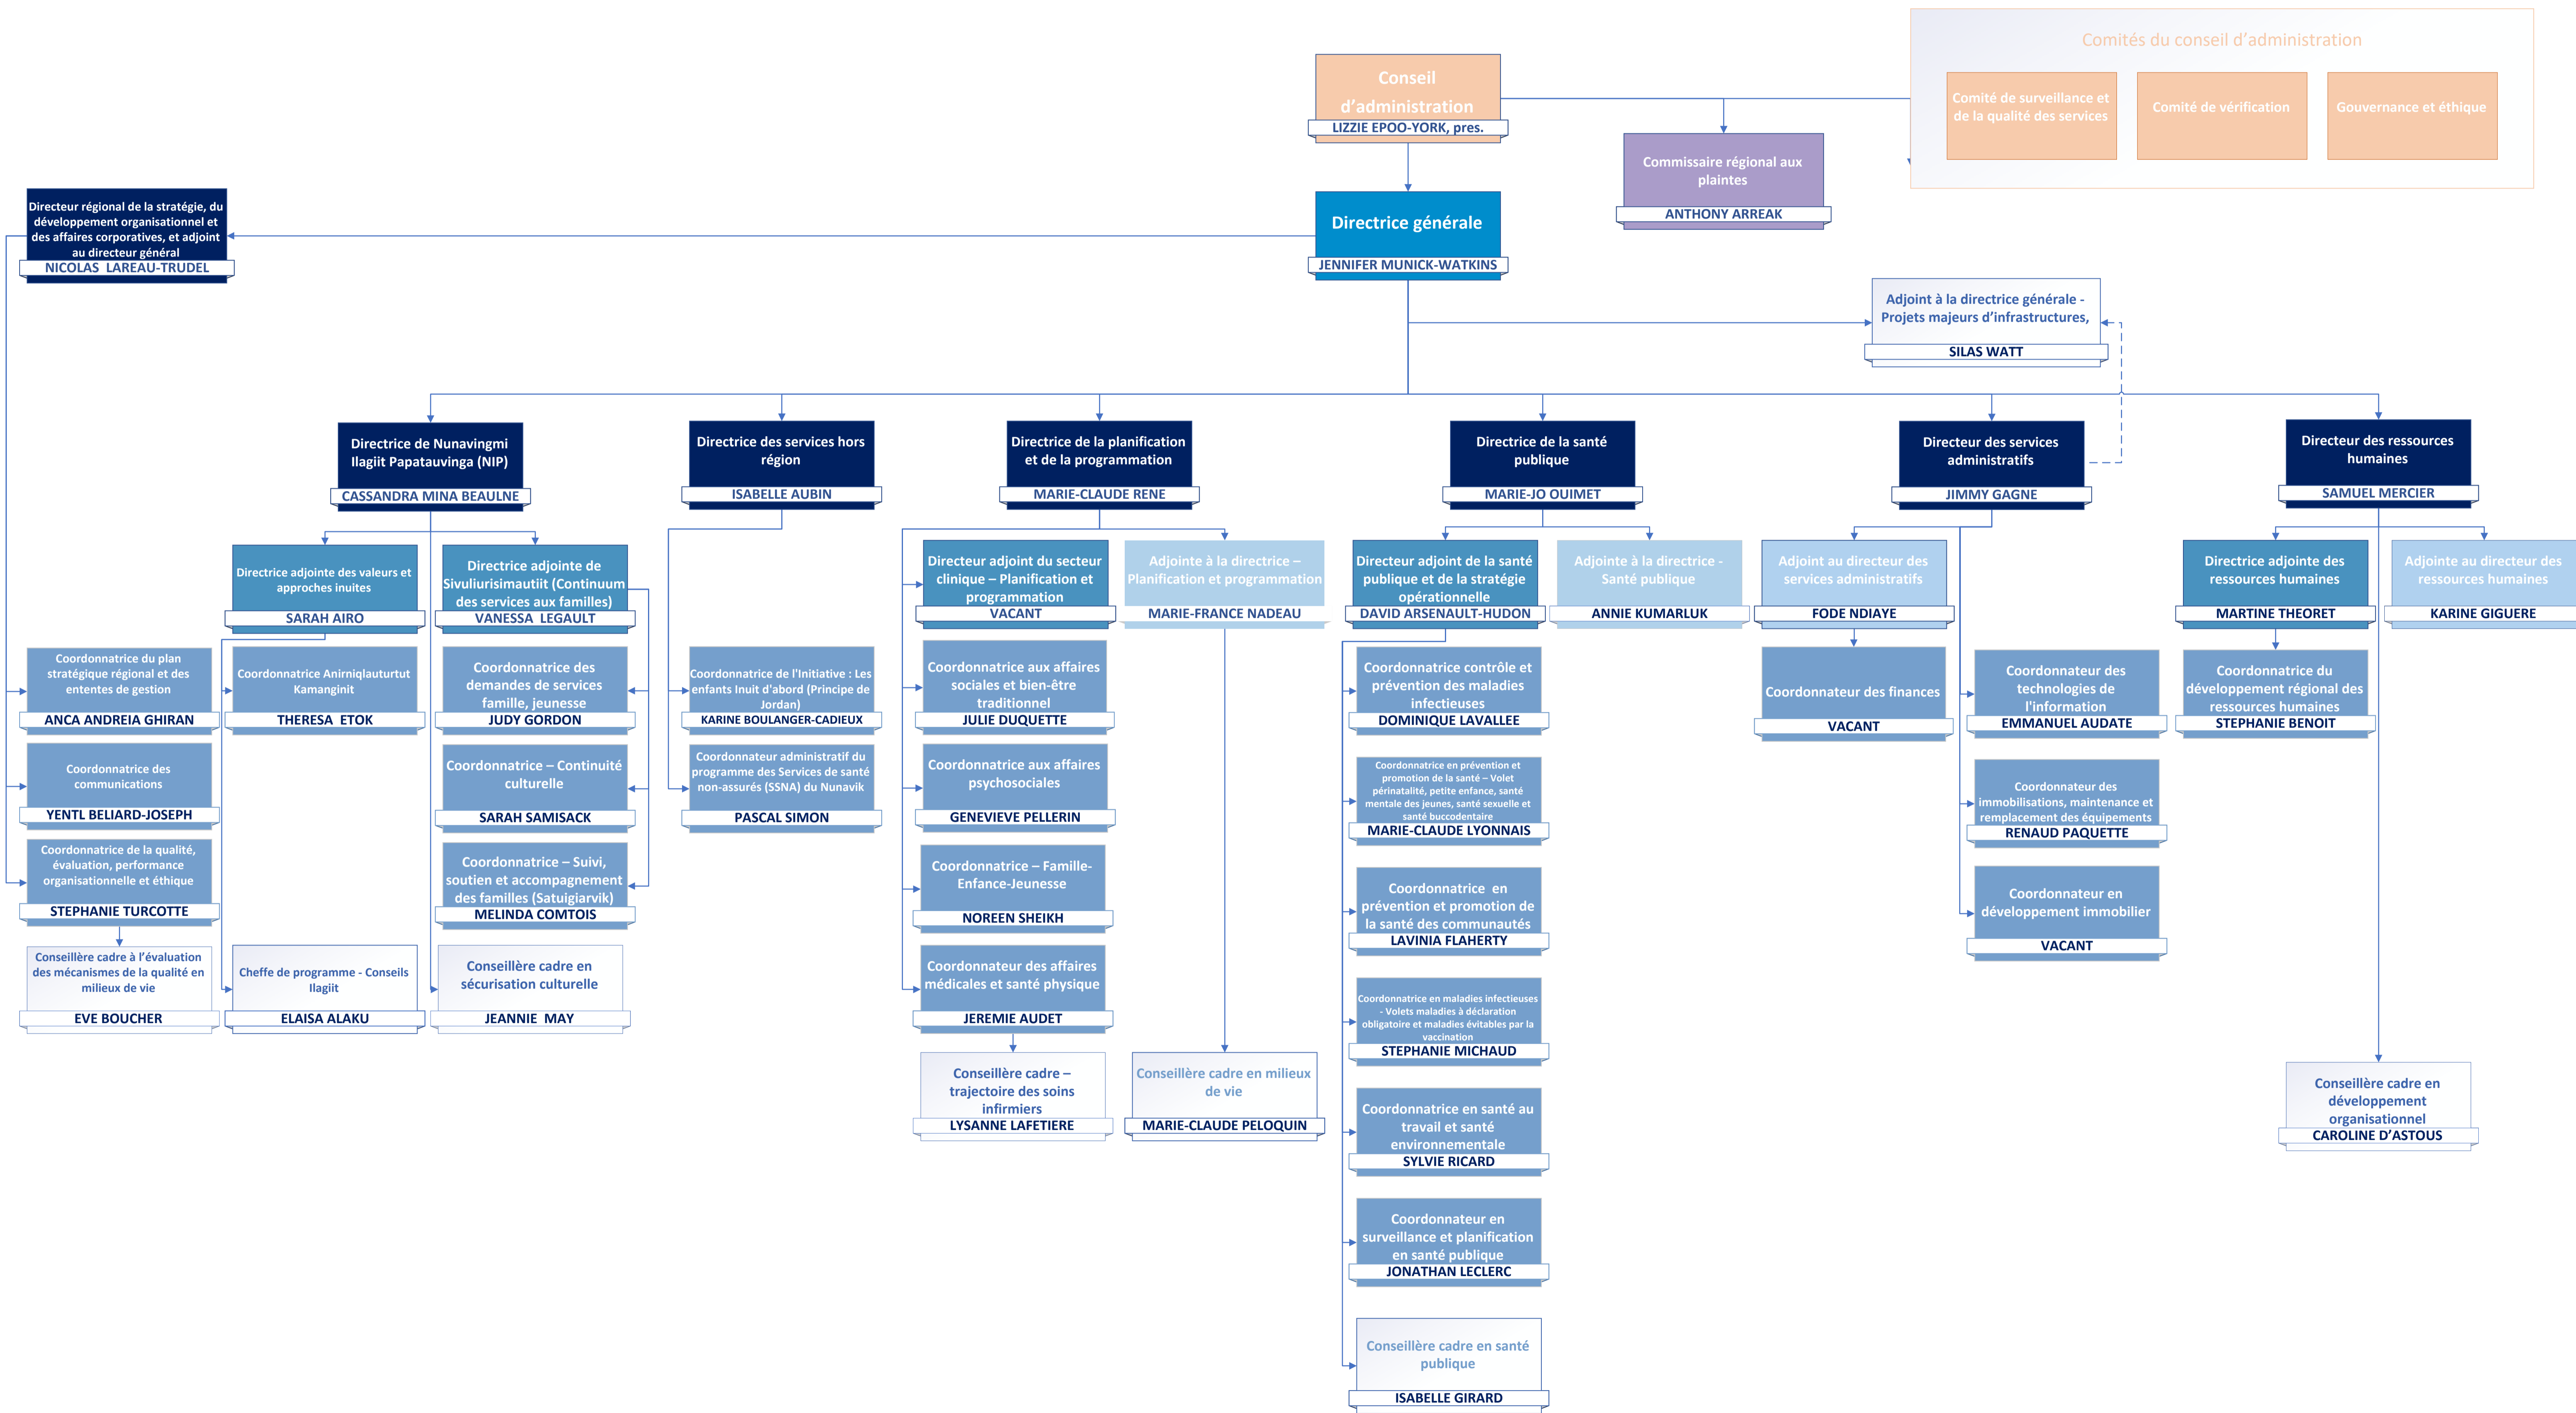 Comités du conseil d’administration
Comité de surveillance et
de la qualité des services
Comité de vérification
Gouvernance et éthique
Conseil
d’administration
LIZZIE EPOO-YORK, pres.
Commissaire régional aux
plaintes
ANTHONY ARREAK
Directeur régional de la stratégie, du
développement organisationnel et
des affaires corporatives, et adjoint
au directeur général
NICOLAS LAREAU-TRUDEL
Directrice générale
JENNIFER MUNICK-WATKINS
Adjoint à la directrice générale -
Projets majeurs d’infrastructures,
SILAS WATT
Directrice de Nunavingmi
Ilagiit Papatauvinga (NIP)
CASSANDRA MINA BEAULNE
Directrice des services hors
région
ISABELLE AUBIN
Directrice de la planification
et de la programmation
MARIE-CLAUDE RENE
Directrice de la santé
publique
MARIE-JO OUIMET
Directeur des services
administratifs
JIMMY GAGNE
Directeur des ressources
humaines
SAMUEL MERCIER
Directrice adjointe des valeurs et
approches inuites
SARAH AIRO
Directrice adjointe de
Sivuliurisimautiit (Continuum
des services aux familles)
VANESSA LEGAULT
Directeur adjoint du secteur
clinique – Planification et
programmation
VACANT
Adjointe à la directrice –
Planification et programmation
MARIE-FRANCE NADEAU
Directeur adjoint de la santé
publique et de la stratégie
opérationnelle
DAVID ARSENAULT-HUDON
Adjointe à la directrice -
Santé publique
ANNIE KUMARLUK
Adjoint au directeur des
services administratifs
FODE NDIAYE
Directrice adjointe des
ressources humaines
MARTINE THEORET
Adjointe au directeur des
ressources humaines
KARINE GIGUERE
Coordonnatrice du plan
stratégique régional et des
ententes de gestion
ANCA ANDREIA GHIRAN
Coordonnatrice Anirniqlauturtut
Kamanginit
THERESA ETOK
Coordonnatrice des
demandes de services
famille, jeunesse
JUDY GORDON
Coordonnatrice de l'Initiative : Les
enfants Inuit d'abord (Principe de
Jordan)
KARINE BOULANGER-CADIEUX
Coordonnatrice aux affaires
sociales et bien-être
traditionnel
JULIE DUQUETTE
Coordonnatrice contrôle et
prévention des maladies
infectieuses
DOMINIQUE LAVALLEE
Coordonnateur des finances
VACANT
Coordonnateur des
technologies de
l'information
EMMANUEL AUDATE
Coordonnatrice du
développement régional des
ressources humaines
STEPHANIE BENOIT
Coordonnatrice des
communications
YENTL BELIARD-JOSEPH
Coordonnatrice – Continuité
culturelle
SARAH SAMISACK
Coordonnateur administratif du
programme des Services de santé
non-assurés (SSNA) du Nunavik
PASCAL SIMON
Coordonnatrice aux affaires
psychosociales
GENEVIEVE PELLERIN
Coordonnatrice en prévention et
promotion de la santé – Volet
périnatalité, petite enfance, santé
mentale des jeunes, santé sexuelle et
santé buccodentaire
MARIE-CLAUDE LYONNAIS
Coordonnateur des
immobilisations, maintenance et
remplacement des équipements
RENAUD PAQUETTE
Coordonnatrice de la qualité,
évaluation, performance
organisationnelle et éthique
STEPHANIE TURCOTTE
Coordonnatrice – Suivi,
soutien et accompagnement
des familles (Satuigiarvik)
MELINDA COMTOIS
Coordonnatrice – Famille-
Enfance-Jeunesse
NOREEN SHEIKH
Coordonnatrice en
prévention et promotion de
la santé des communautés
LAVINIA FLAHERTY
Coordonnateur en
développement immobilier
VACANT
Conseillère cadre à l’évaluation
des mécanismes de la qualité en
milieux de vie
EVE BOUCHER
Cheffe de programme - Conseils
Ilagiit
ELAISA ALAKU
Conseillère cadre en
sécurisation culturelle
JEANNIE MAY
Coordonnateur des affaires
médicales et santé physique
JEREMIE AUDET
Coordonnatrice en maladies infectieuses
- Volets maladies à déclaration
obligatoire et maladies évitables par la
vaccination
STEPHANIE MICHAUD
Conseillère cadre –
trajectoire des soins
infirmiers
LYSANNE LAFETIERE
Conseillère cadre en milieux
de vie
MARIE-CLAUDE PELOQUIN
Coordonnatrice en santé au
travail et santé
environnementale
SYLVIE RICARD
Conseillère cadre en
développement
organisationnel
CAROLINE D’ASTOUS
Coordonnateur en
surveillance et planification
en santé publique
JONATHAN LECLERC
Conseillère cadre en santé
publique
ISABELLE GIRARD